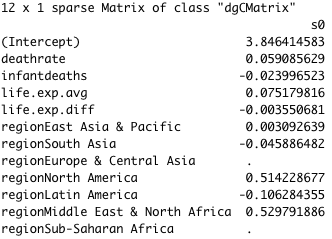 12 x 1 sparse Matrix of class "dgCMatrix"
s0
(Intercept) 3.846414583
deathrate 0.059085629
infantdeaths -0.023996523
life.exp.avg 0.075179816
life.exp.diff -0.003550681
regionEast Asia & Pacific 0.003092639
regionSouth Asia -0.045886482
regionEurope & Central Asia .
regionNorth America 0.514228677
regionLatin America -0.106284355
regionMiddle East & North Africa 0.529791886
regionSub-Saharan Africa .